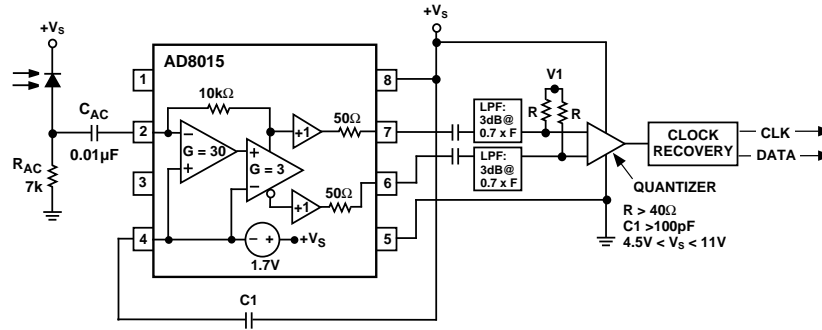 +VS
+VS
AD8015
1
8
10kΩ
CAC
0.01µF
2
G = 30
G = 3
+1
50Ω
7
LPF:
3dB@
0.7 x F
V1
R
R
CLOCK
RECOVERY
CLK
DATA
RAC
7k
3
+1
50Ω
6
LPF:
3dB@
0.7 x F
QUANTIZER
R > 40Ω
C1 >100pF
4.5V < VS < 11V
4
+VS
1.7V
5
C1